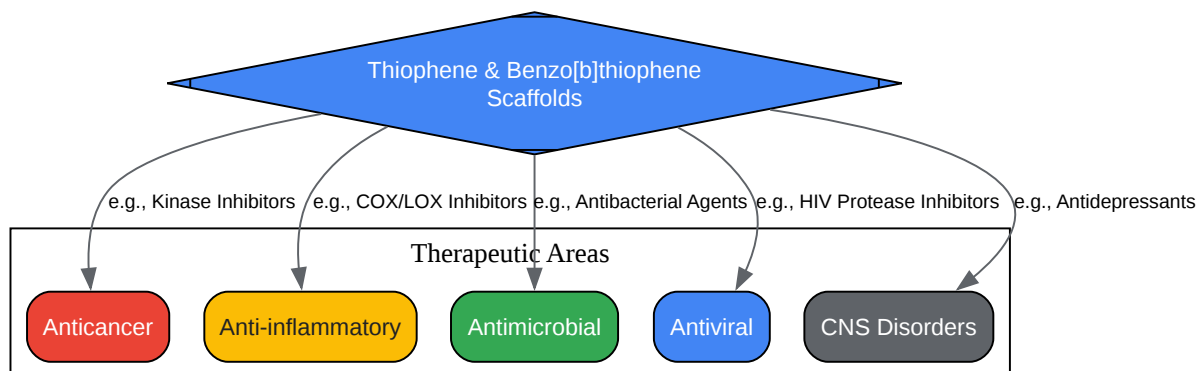 Thiophene & Benzo[b]thiophene
Scaffolds
e.g., Kinase Inhibitors
e.g., COX/LOX Inhibitors
e.g., Antibacterial Agents
e.g., HIV Protease Inhibitors
e.g., Antidepressants
Therapeutic Areas
Anticancer
Anti-inflammatory
Antimicrobial
Antiviral
CNS Disorders